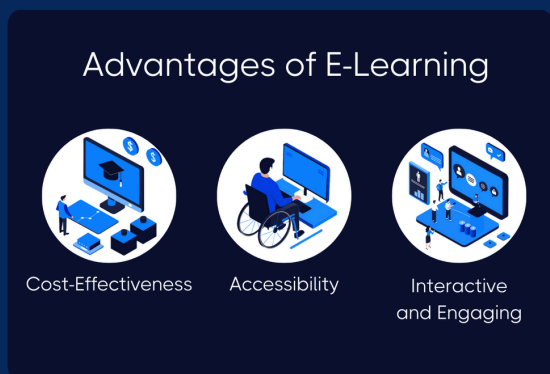 Advantages of E-Learning
Cost-Effectiveness
Accessibility
Interactive
and Engaging